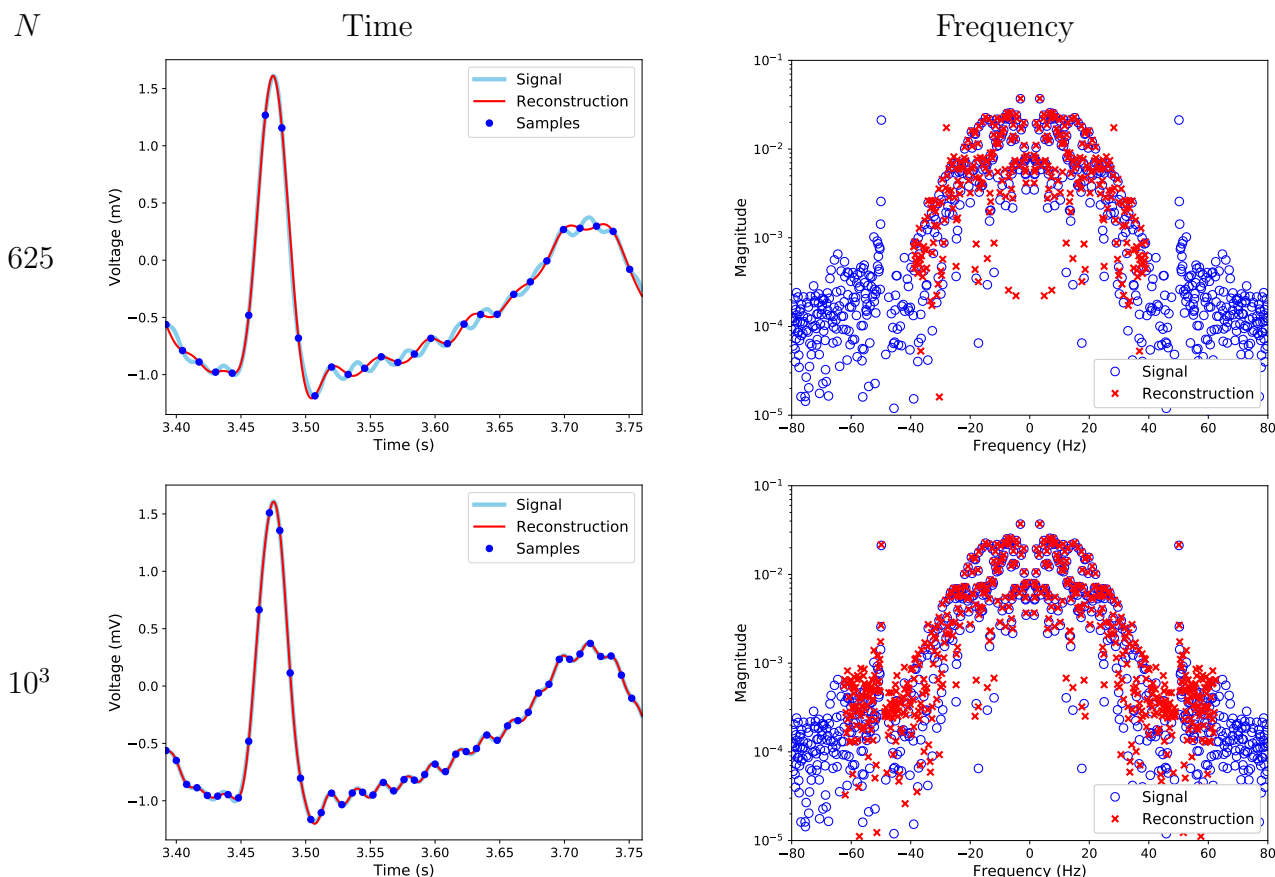 N Time Frequency
625
Voltage (mV)
1.5
1.0
0.5
0.0
−0.5
−1.0
Signal
Reconstruction
Samples
3.40 3.45 3.50 3.55 3.60 3.65 3.70 3.75
Time (s)
Magnitude
10⁻¹
10⁻²
10⁻³
10⁻⁴
10⁻⁵
Signal
Reconstruction
−80 −60 −40 −20 0 20 40 60 80
Frequency (Hz)
10³
Voltage (mV)
1.5
1.0
0.5
0.0
−0.5
−1.0
Signal
Reconstruction
Samples
3.40 3.45 3.50 3.55 3.60 3.65 3.70 3.75
Time (s)
Magnitude
10⁻¹
10⁻²
10⁻³
10⁻⁴
10⁻⁵
Signal
Reconstruction
−80 −60 −40 −20 0 20 40 60 80
Frequency (Hz)